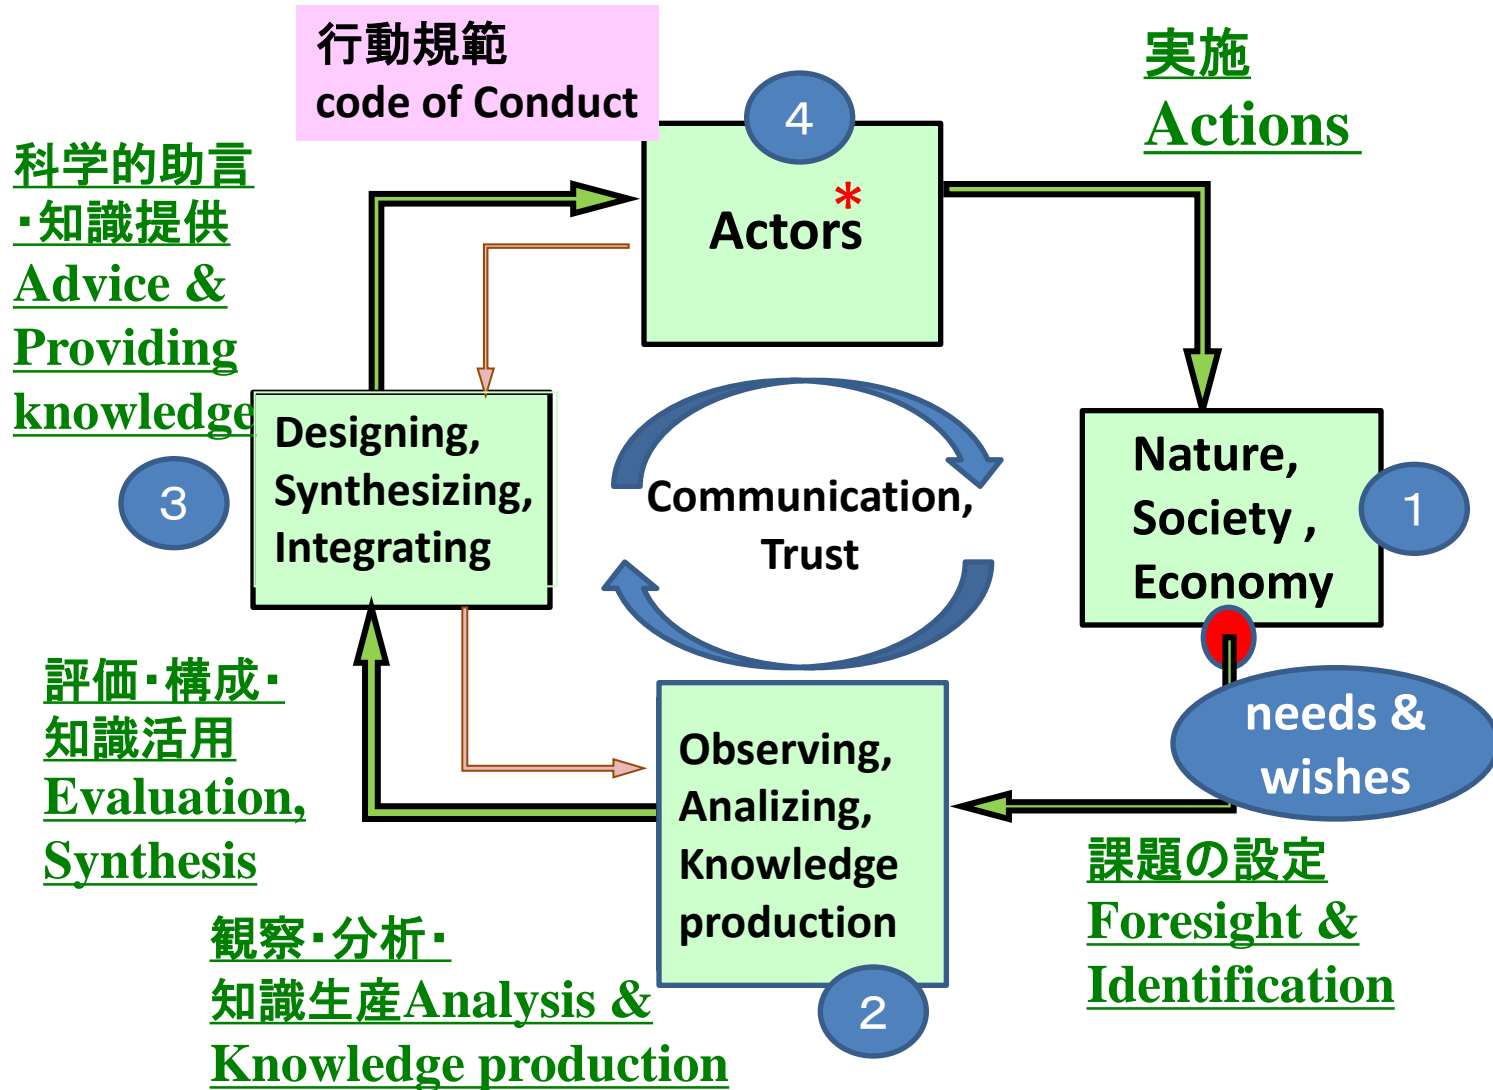 行動規範
code of Conduct
実施
Actions
4
Actors*
科学的助言
・知識提供
Advice &
Providing
knowledge
Designing,
Synthesizing,
Integrating
3
Communication,
Trust
Nature,
Society ,
Economy
1
needs &
wishes
評価・構成・
知識活用
Evaluation,
Synthesis
Observing,
Analizing,
Knowledge
production
2
課題の設定
Foresight &
Identification
観察・分析・
知識生産Analysis &
Knowledge production